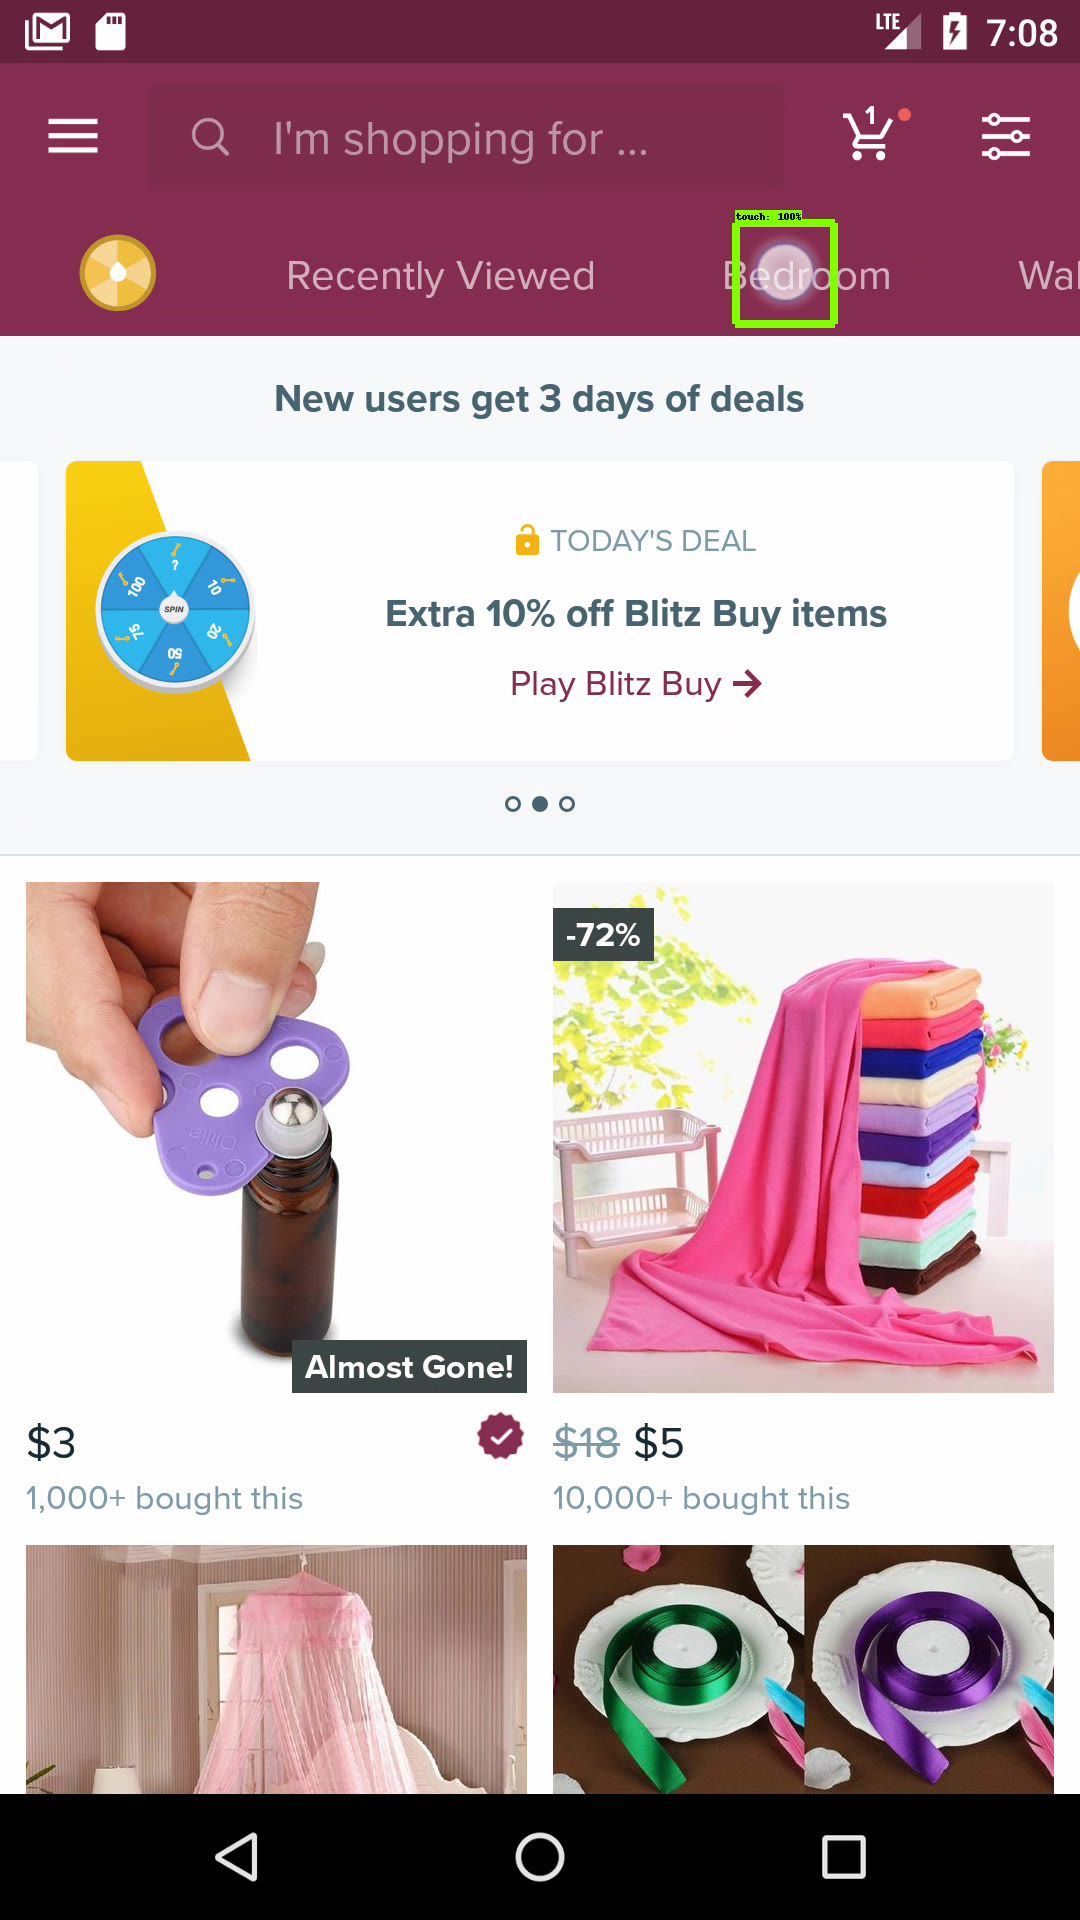 LTE 7:08
I'm shopping for ...
1
touch: 100%
Recently Viewed
Bedroom
Wal
New users get 3 days of deals
TODAY'S DEAL
Extra 10% off Blitz Buy items
Play Blitz Buy →
?
100
10
SPIN
75
20
50
-72%
Almost Gone!
$3
$18 $5
1,000+ bought this
10,000+ bought this